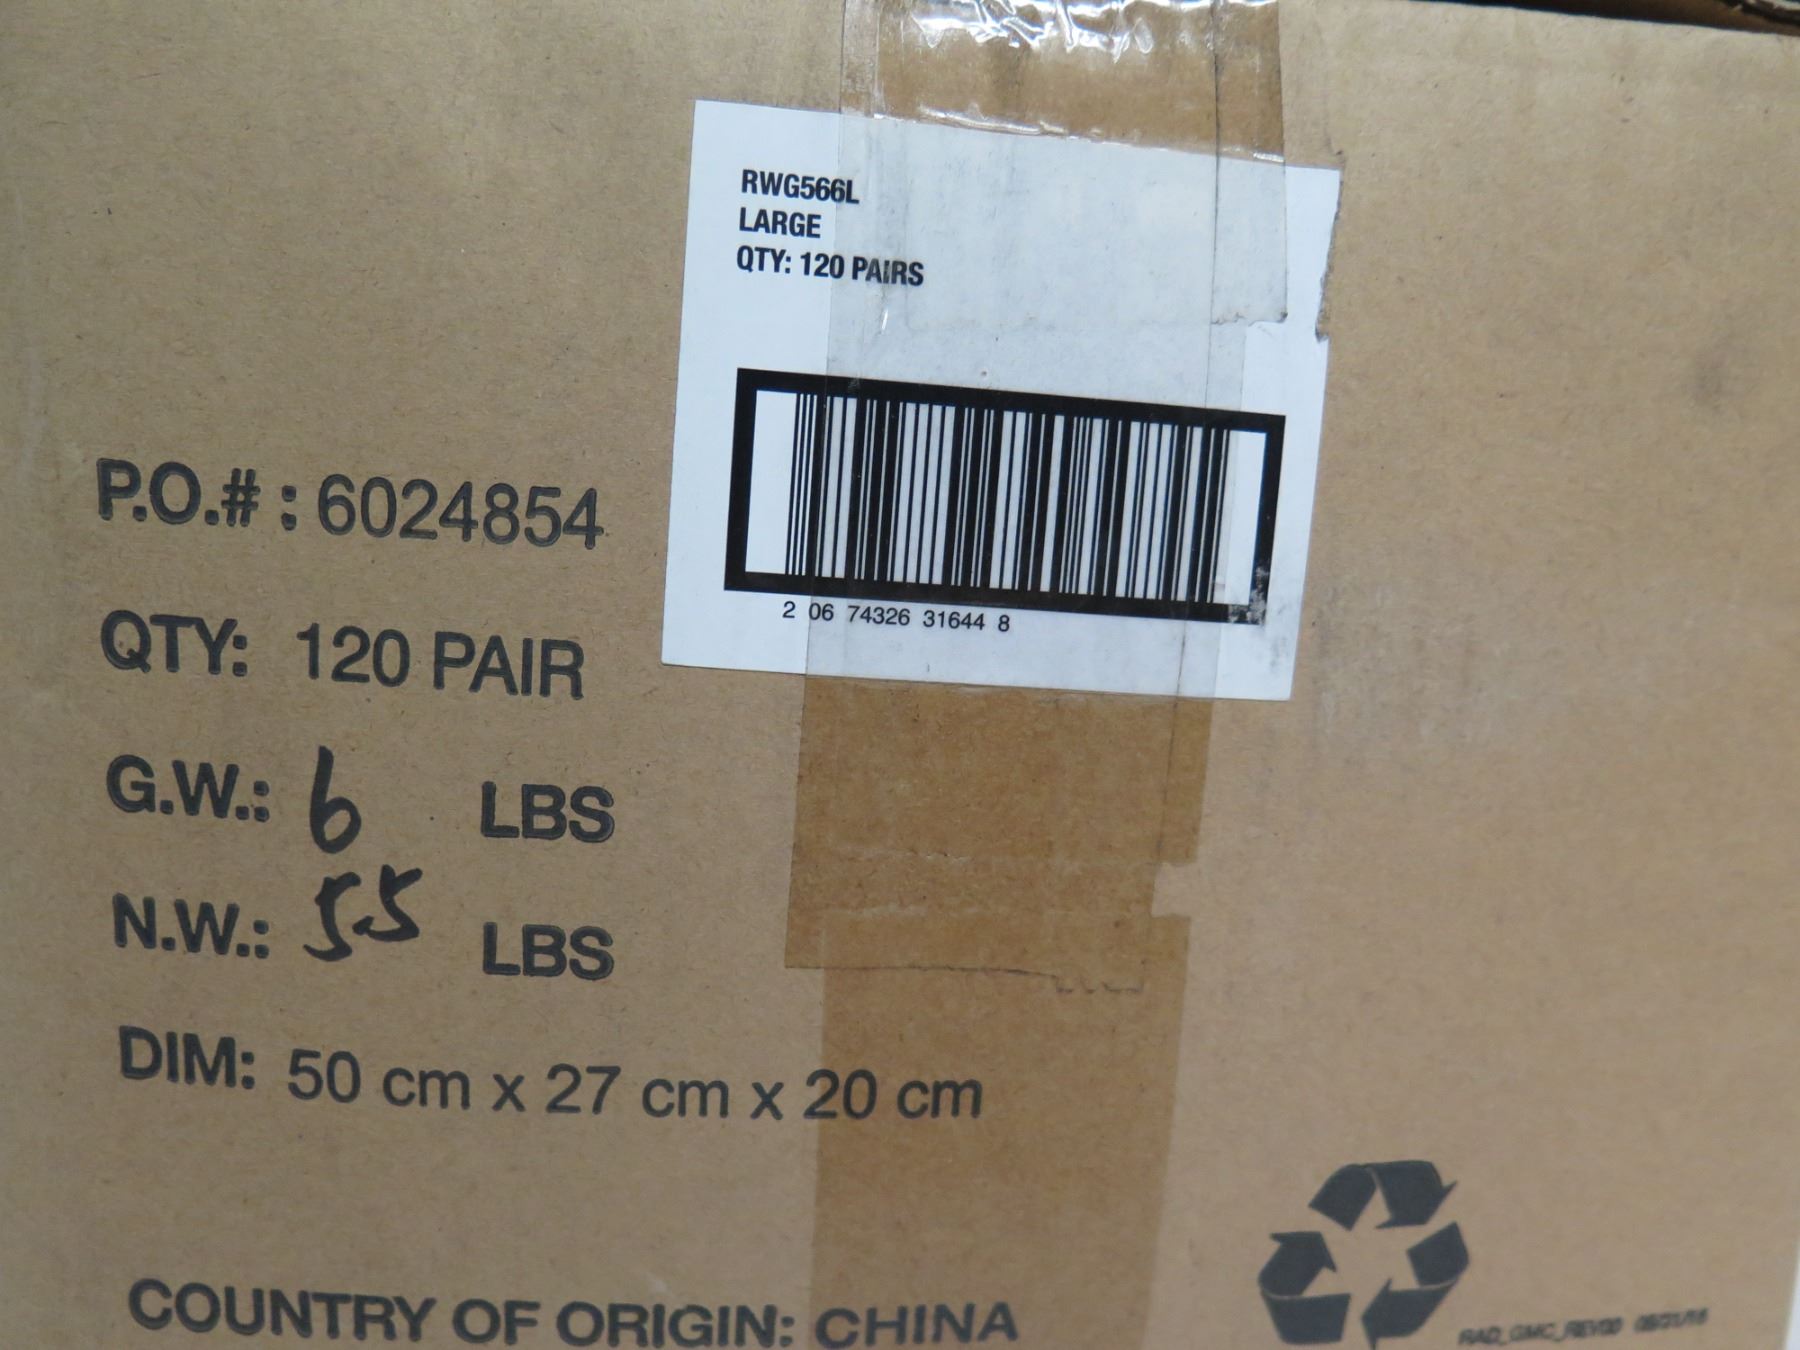 RWG566L
LARGE
QTY: 120 PAIRS
2 06 74326 31644 8
P.O.# : 6024854
QTY: 120 PAIR
G.W.: 6 LBS
N.W.: 5.5 LBS
DIM: 50 cm x 27 cm x 20 cm
COUNTRY OF ORIGIN: CHINA
RAD_GMC_REV00